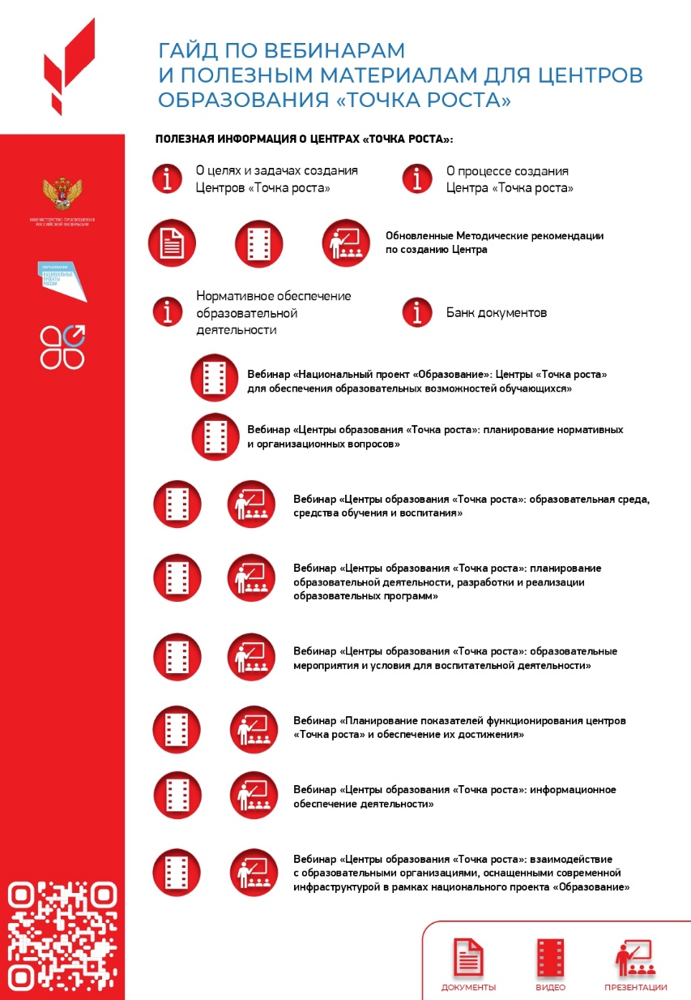 ГАЙД ПО ВЕБИНАРАМ
И ПОЛЕЗНЫМ МАТЕРИАЛАМ ДЛЯ ЦЕНТРОВ
ОБРАЗОВАНИЯ «ТОЧКА РОСТА»
ПОЛЕЗНАЯ ИНФОРМАЦИЯ О ЦЕНТРАХ «ТОЧКА РОСТА»:
О целях и задачах создания
Центров «Точка роста»
О процессе создания
Центра «Точка роста»
МИНИСТЕРСТВО ПРОСВЕЩЕНИЯ
РОССИЙСКОЙ ФЕДЕРАЦИИ
Обновленные Методические рекомендации
по созданию Центра
ОБРАЗОВАНИЕ
НАЦИОНАЛЬНЫЕ
ПРОЕКТЫ
РОССИИ
Нормативное обеспечение
образовательной
деятельности
Банк документов
Вебинар «Национальный проект «Образование»: Центры «Точка роста»
для обеспечения образовательных возможностей обучающихся»
Вебинар «Центры образования «Точка роста»: планирование нормативных
и организационных вопросов»
Вебинар «Центры образования «Точка роста»: образовательная среда,
средства обучения и воспитания»
Вебинар «Центры образования «Точка роста»: планирование
образовательной деятельности, разработки и реализации
образовательных программ»
Вебинар «Центры образования «Точка роста»: образовательные
мероприятия и условия для воспитательной деятельности»
Вебинар «Планирование показателей функционирования центров
«Точка роста» и обеспечение их достижения»
Вебинар «Центры образования «Точка роста»: информационное
обеспечение деятельности»
Вебинар «Центры образования «Точка роста»: взаимодействие
с образовательными организациями, оснащенными современной
инфраструктурой в рамках национального проекта «Образование»
ДОКУМЕНТЫ
ВИДЕО
ПРЕЗЕНТАЦИИ